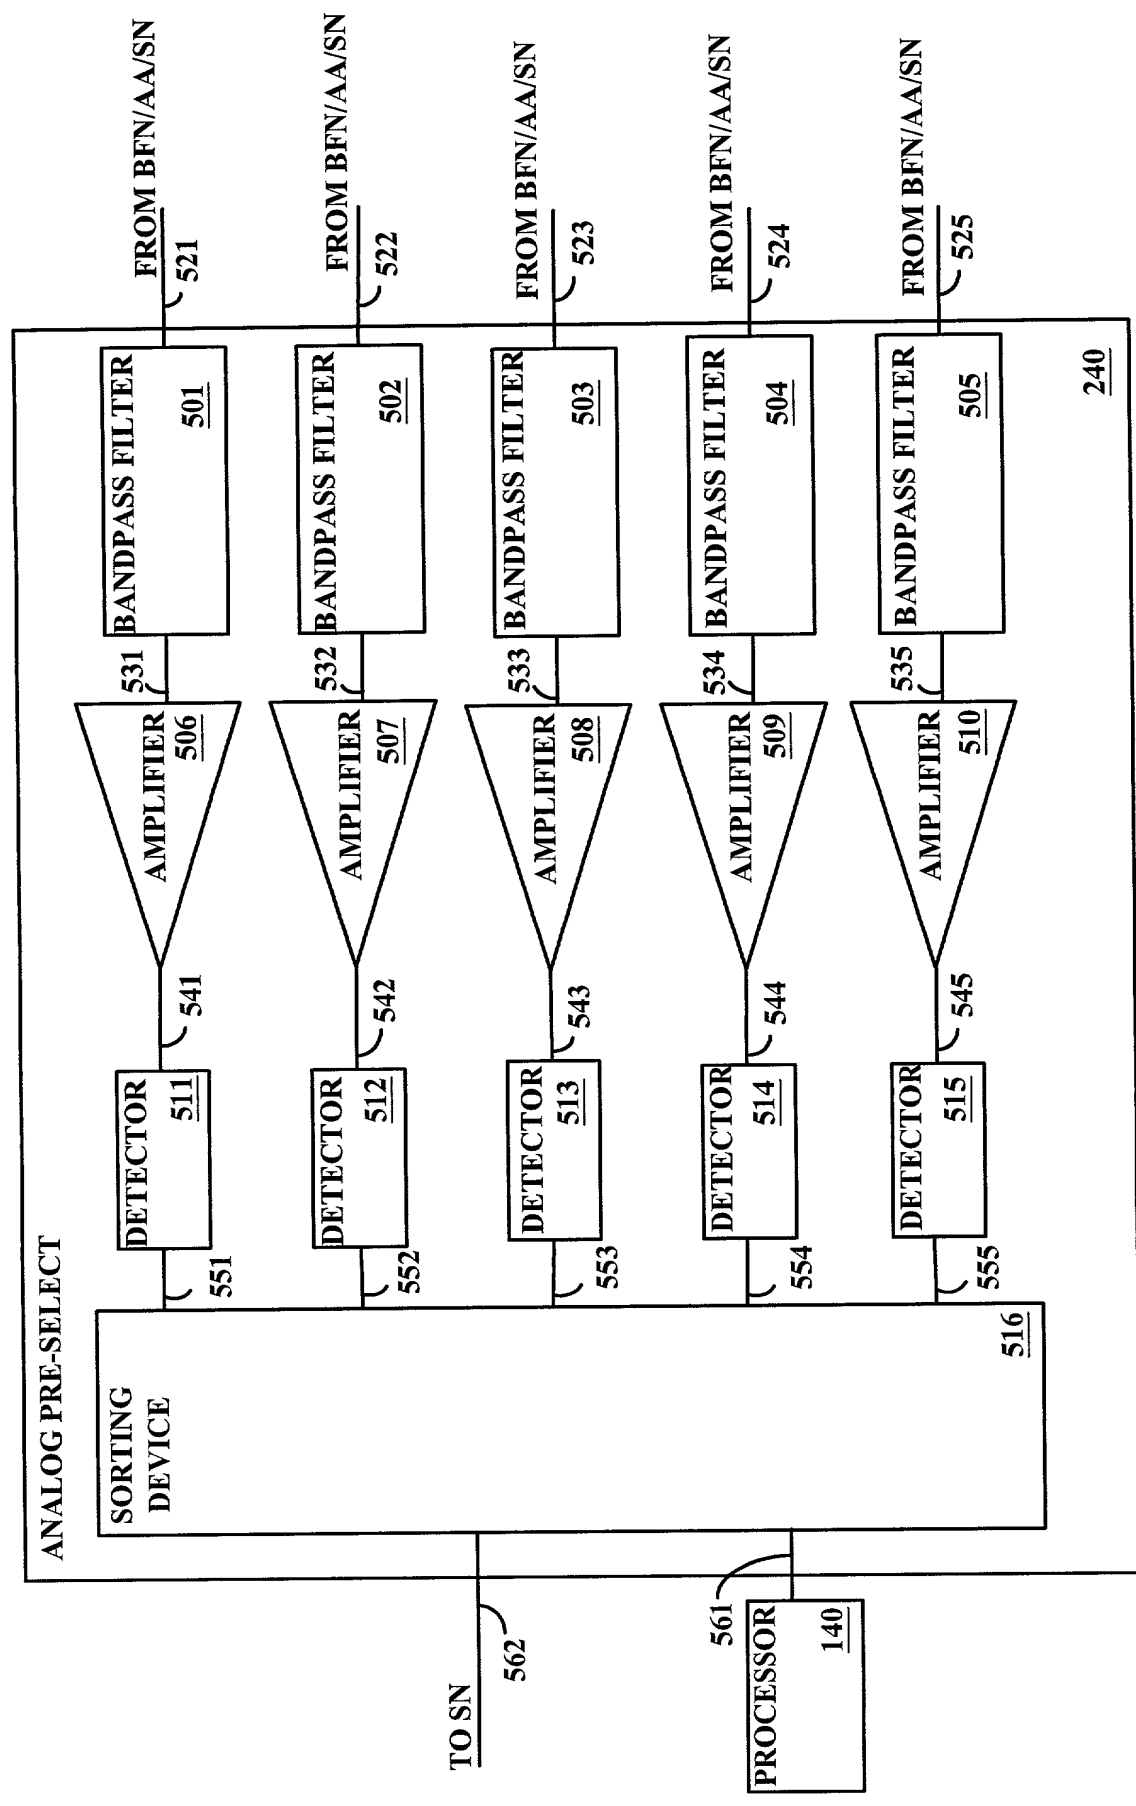 ANALOG PRE-SELECT
SORTING
DEVICE
516
551
DETECTOR
511
541
AMPLIFIER
506
531
BANDPASS FILTER
501
521
FROM BFN/AA/SN
552
DETECTOR
512
542
AMPLIFIER
507
532
BANDPASS FILTER
502
522
FROM BFN/AA/SN
TO SN
562
553
DETECTOR
513
543
AMPLIFIER
508
533
BANDPASS FILTER
503
523
FROM BFN/AA/SN
561
PROCESSOR
140
554
DETECTOR
514
544
AMPLIFIER
509
534
BANDPASS FILTER
504
524
FROM BFN/AA/SN
555
DETECTOR
515
545
AMPLIFIER
510
535
BANDPASS FILTER
505
525
FROM BFN/AA/SN
240